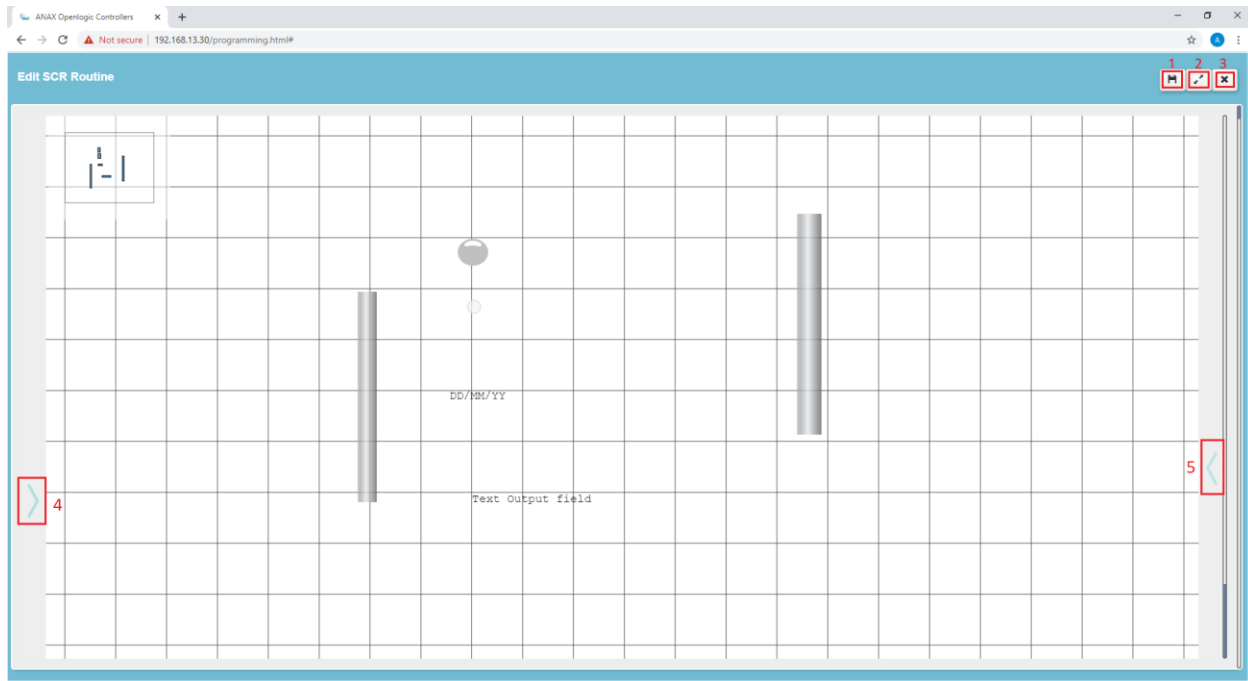 ANAX Openlogic Controllers
Not secure | 192.168.13.30/programming.html#
A
Edit SCR Routine
1 2 3
DD/MM/YY
5
Text Output field
4